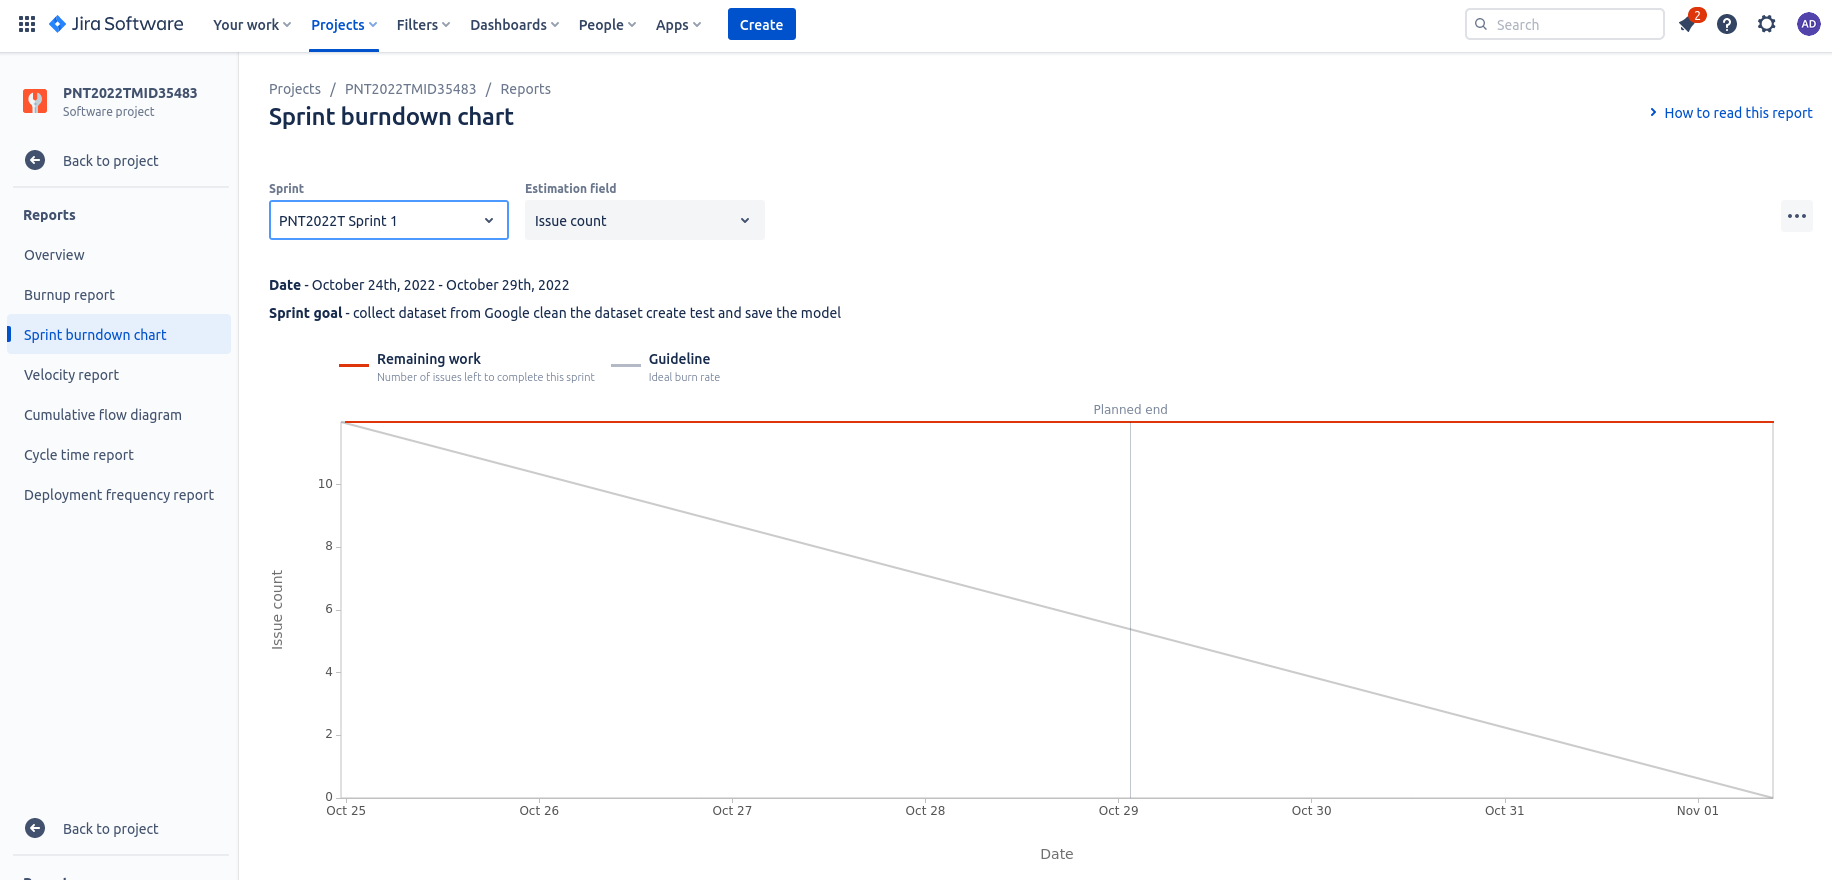 Jira Software
Your work
Projects
Filters
Dashboards
People
Apps
Create
Search
2
AD
PNT2022TMID35483
Software project
Back to project
Reports
Overview
Burnup report
Sprint burndown chart
Velocity report
Cumulative flow diagram
Cycle time report
Deployment frequency report
Back to project
Projects / PNT2022TMID35483 / Reports
Sprint burndown chart
How to read this report
Sprint
Estimation field
PNT2022T Sprint 1
Issue count
Date - October 24th, 2022 - October 29th, 2022
Sprint goal - collect dataset from Google clean the dataset create test and save the model
Remaining work
Number of issues left to complete this sprint
Guideline
Ideal burn rate
Planned end
10
8
6
4
2
0
Issue count
Oct 25
Oct 26
Oct 27
Oct 28
Oct 29
Oct 30
Oct 31
Nov 01
Date